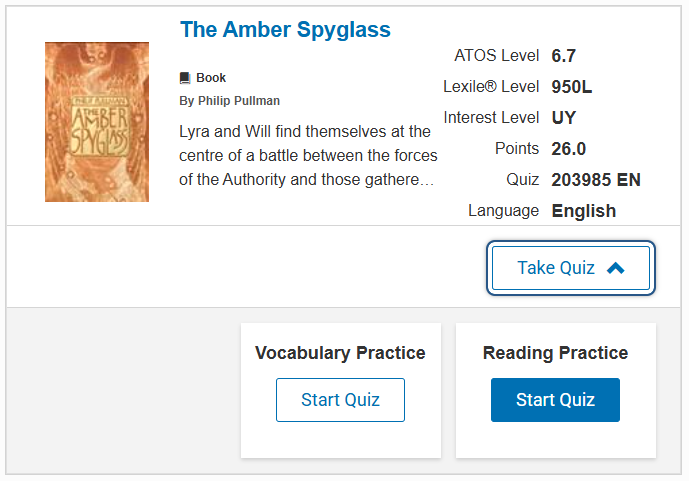 The Amber Spyglass
Book
By Philip Pullman
Lyra and Will find themselves at the
centre of a battle between the forces
of the Authority and those gathere…
ATOS Level 6.7
Lexile® Level 950L
Interest Level UY
Points 26.0
Quiz 203985 EN
Language English
PHILIP PULLMAN
THE
AMBER
SPYGLASS
Take Quiz
Vocabulary Practice
Start Quiz
Reading Practice
Start Quiz